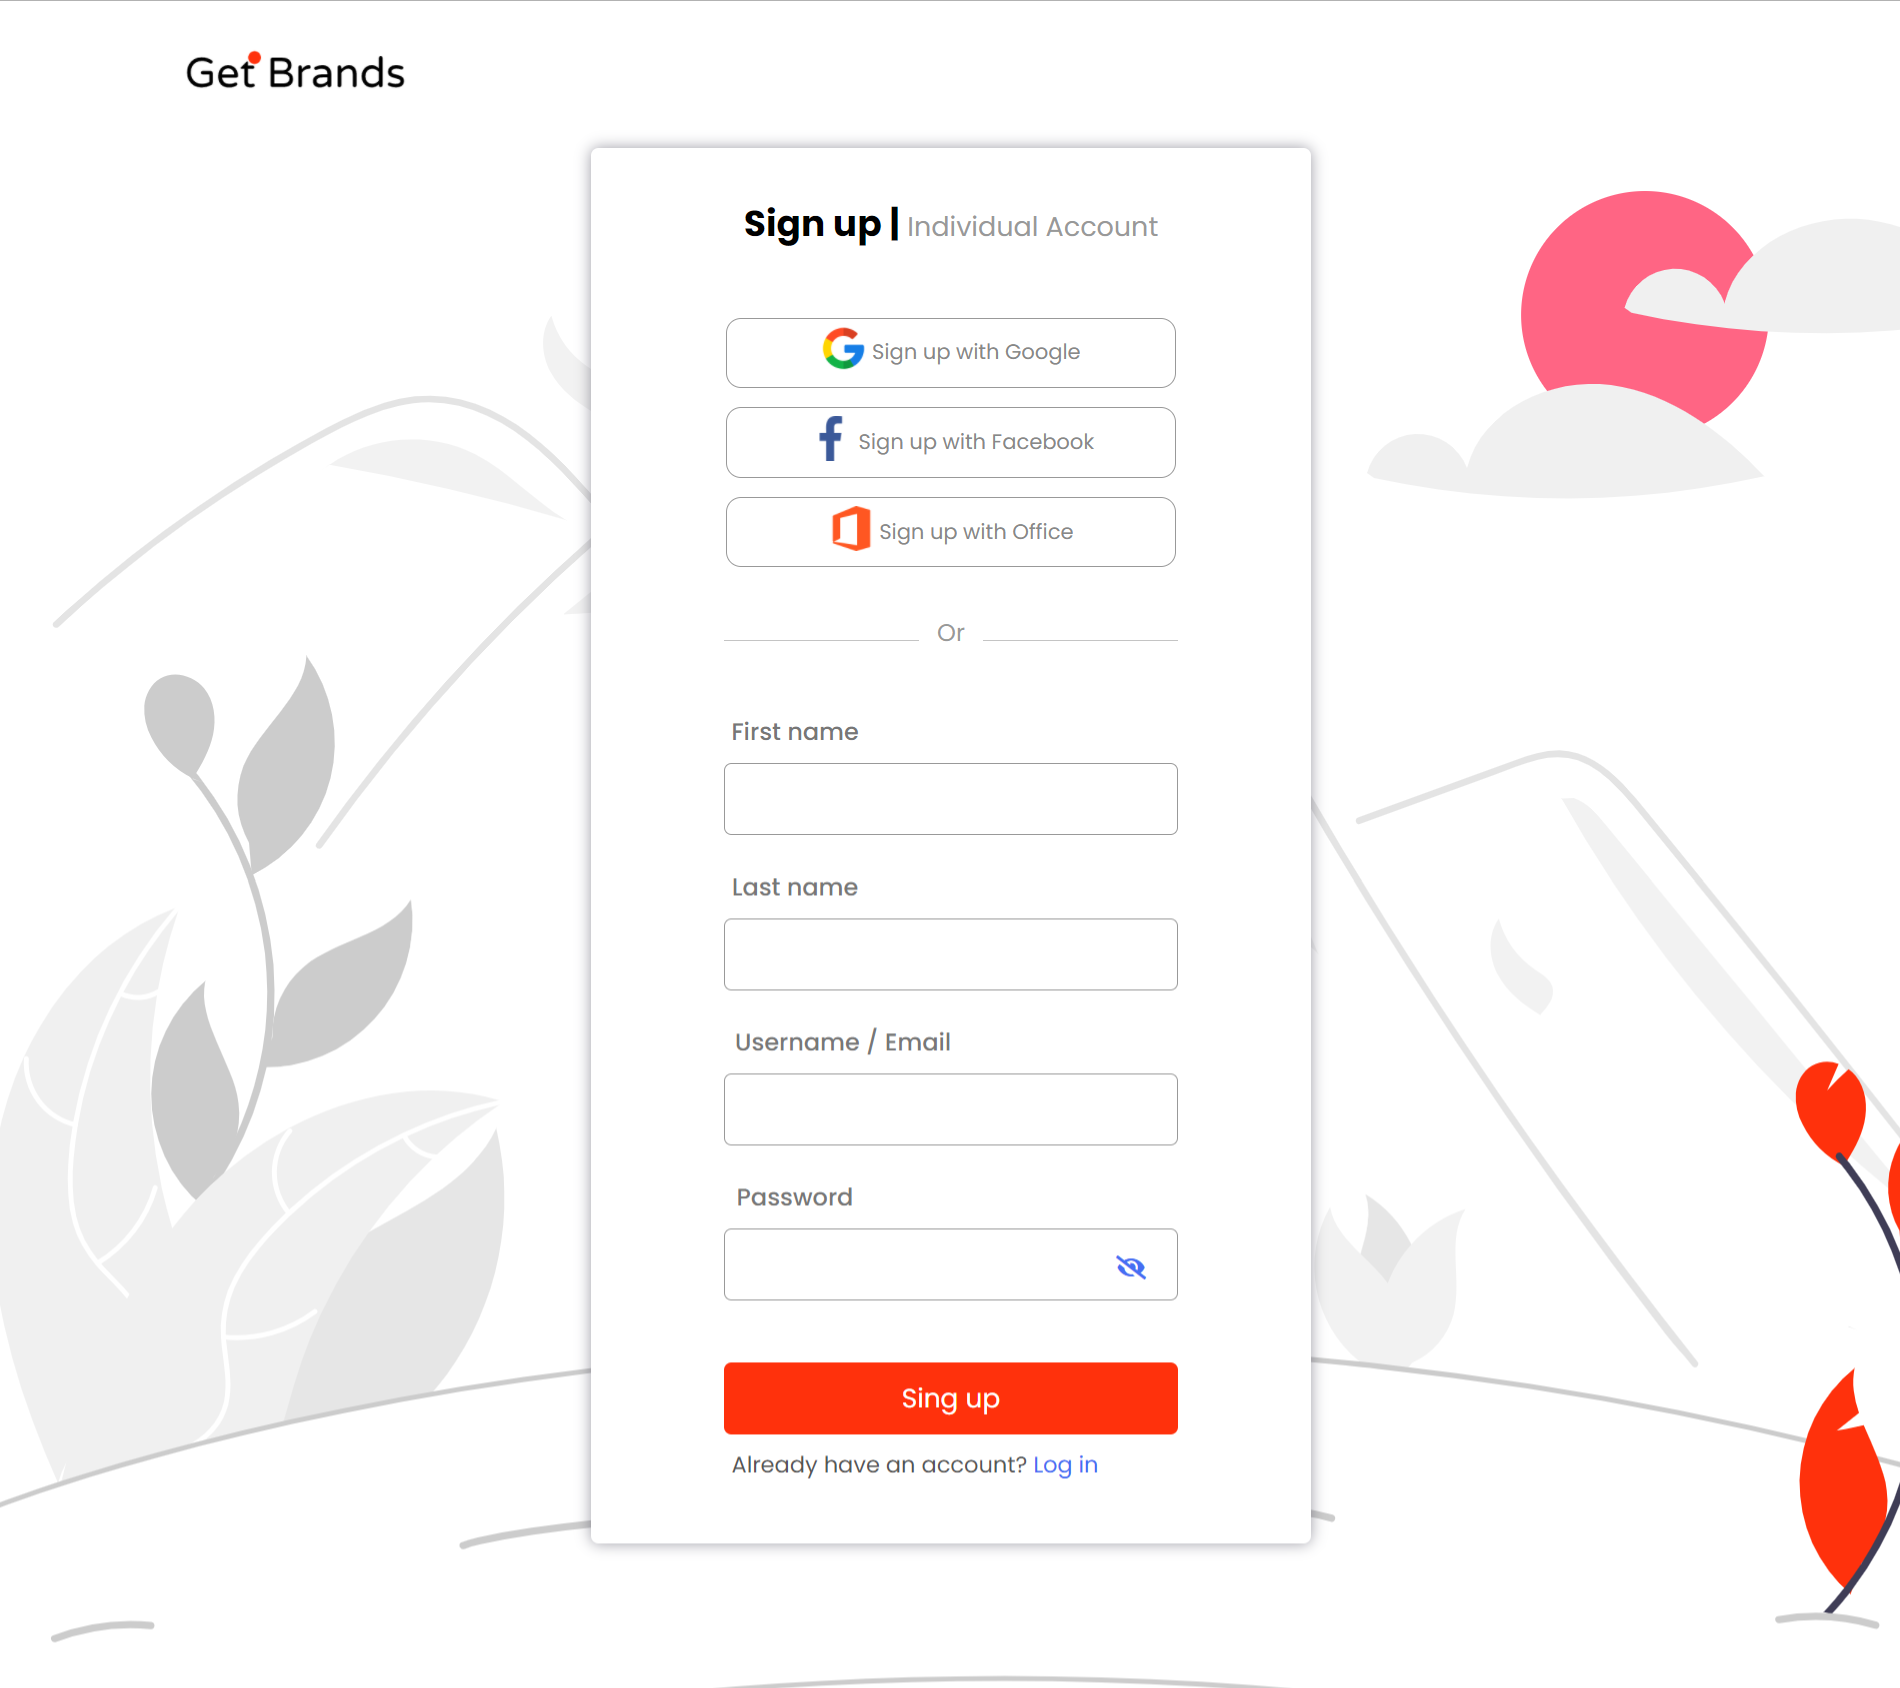 Get Brands
Sign up | Individual Account
Sign up with Google
Sign up with Facebook
Sign up with Office
Or
First name
Last name
Username / Email
Password
Sing up
Already have an account? Log in